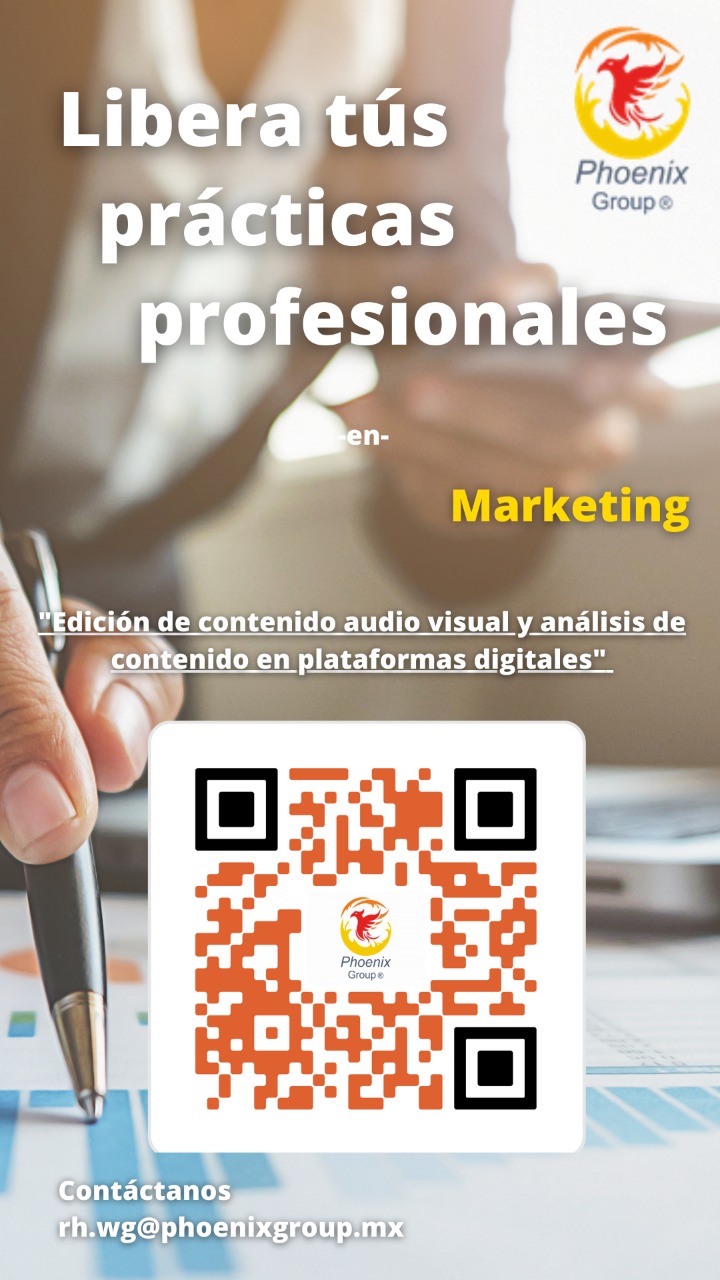 Phoenix
Group ®
Libera tús
prácticas
profesionales
-en-
Marketing
"Edición de contenido audio visual y análisis de
contenido en plataformas digitales"
Phoenix
Group ®
Contáctanos
rh.wg@phoenixgroup.mx